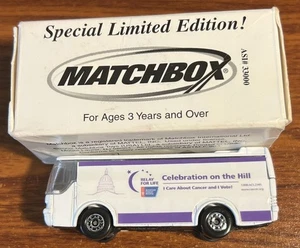 Special Limited Edition!
MATCHBOX®
ASI# 33000
For Ages 3 Years and Over
RELAY
FOR LIFE
Celebration on the Hill
I Care About Cancer and I Vote!